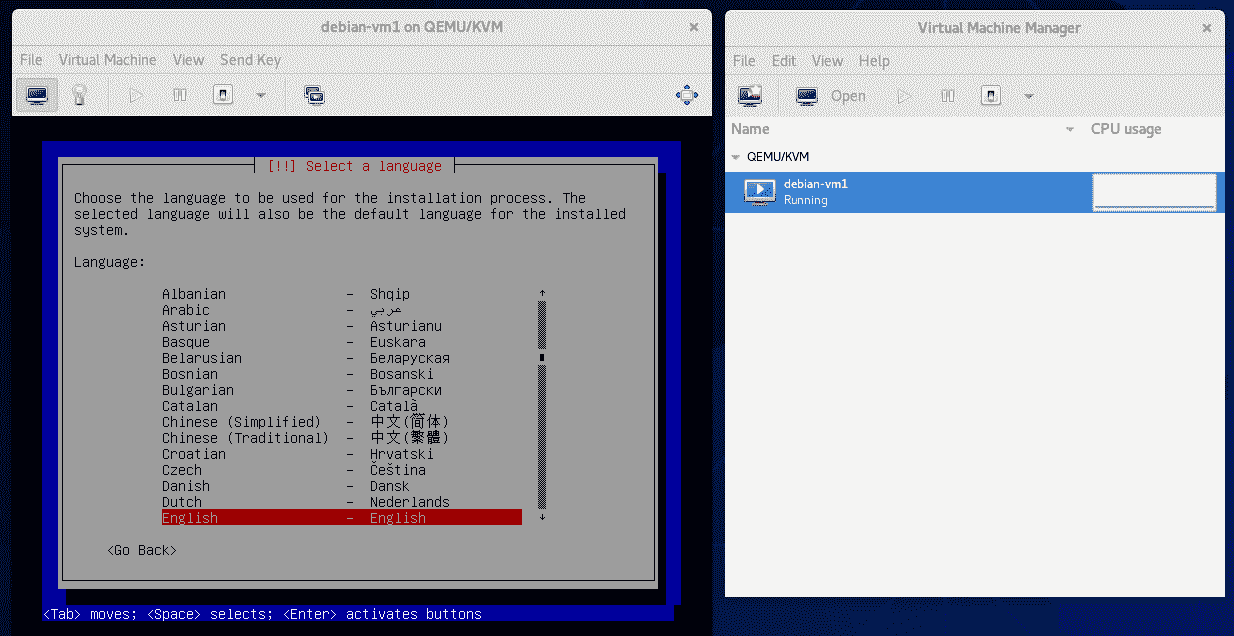 debian-vm1 on QEMU/KVM
File Virtual Machine View Send Key
[!!] Select a language
Choose the language to be used for the installation process. The
selected language will also be the default language for the installed
system.
Language:
Albanian - Shqip
Arabic - عربي
Asturian - Asturianu
Basque - Euskara
Belarusian - Беларуская
Bosnian - Bosanski
Bulgarian - Български
Catalan - Català
Chinese (Simplified) - 中文(简体)
Chinese (Traditional) - 中文(繁體)
Croatian - Hrvatski
Czech - Čeština
Danish - Dansk
Dutch - Nederlands
English - English
<Go Back>
<Tab> moves; <Space> selects; <Enter> activates buttons
Virtual Machine Manager
File Edit View Help
Open
Name CPU usage
QEMU/KVM
debian-vm1
Running